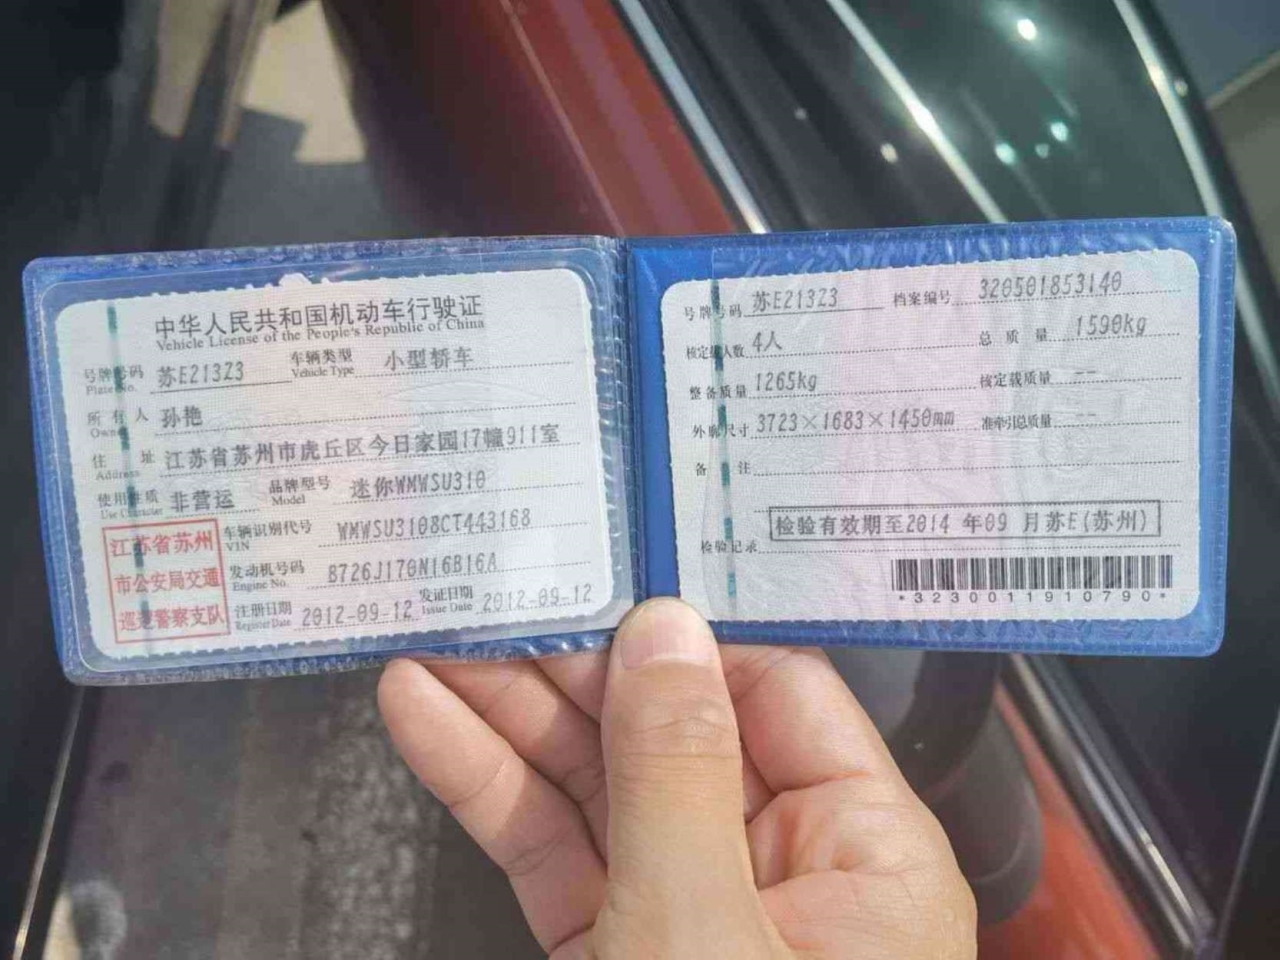 中华人民共和国机动车行驶证
Vehicle License of the People's Republic of China
号牌号码 Plate No. 苏E213Z3 车辆类型 Vehicle Type 小型轿车
所有人 Owner 孙艳
住址 Address 江苏省苏州市虎丘区今日家园17幢911室
使用性质 Use Character 非营运 品牌型号 Model 迷你WMWSU310
江苏省苏州
市公安局交通
巡逻警察支队
车辆识别代号 VIN WMWSU3108CT443168
发动机号码 Engine No. B726J170N16B16A
注册日期 Register Date 2012-09-12 发证日期 Issue Date 2012-09-12
号牌号码 苏E213Z3 档案编号 320501853140
核定载人数 4人 总质量 1590kg
整备质量 1265kg 核定载质量 --
外廓尺寸 3723×1683×1450mm 准牵引总质量 --
备注
检验有效期至2014 年09 月苏E(苏州)
检验记录
*3230011910790*